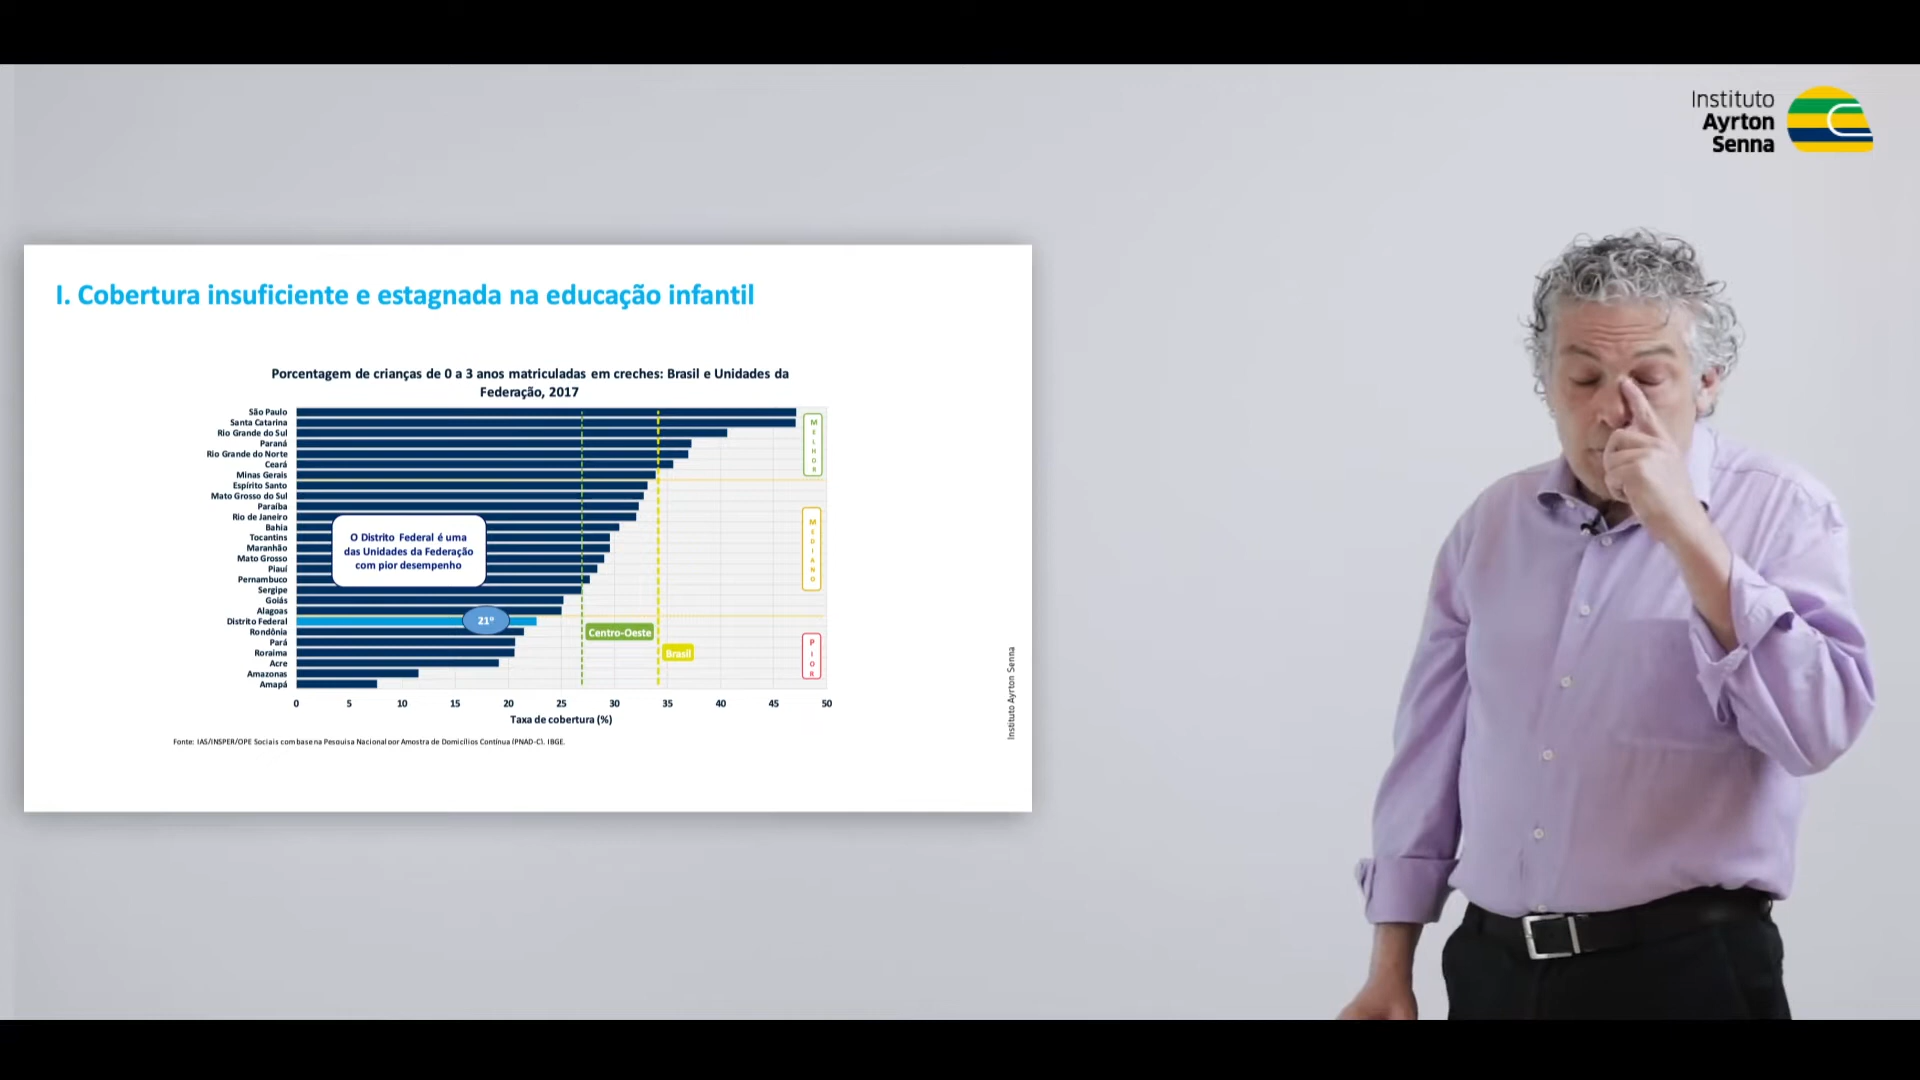 Instituto
Ayrton
Senna
I. Cobertura insuficiente e estagnada na educação infantil
Porcentagem de crianças de 0 a 3 anos matriculadas em creches: Brasil e Unidades da
Federação, 2017
São Paulo
Santa Catarina
Rio Grande do Sul
Paraná
Rio Grande do Norte
Ceará
Minas Gerais
Espírito Santo
Mato Grosso do Sul
Paraíba
Rio de Janeiro
Bahia
Tocantins
Maranhão
Mato Grosso
Piauí
Pernambuco
Sergipe
Goiás
Alagoas
Distrito Federal
Rondônia
Pará
Roraima
Acre
Amazonas
Amapá
O Distrito Federal é uma
das Unidades da Federação
com pior desempenho
21º
Centro-Oeste
Brasil
MELHOR
MEDIANO
PIOR
0 5 10 15 20 25 30 35 40 45 50
Taxa de cobertura (%)
Fonte: IAS/INSPER/OPE Sociais com base na Pesquisa Nacional por Amostra de Domicílios Contínua (PNAD-C), IBGE.
Instituto Ayrton Senna